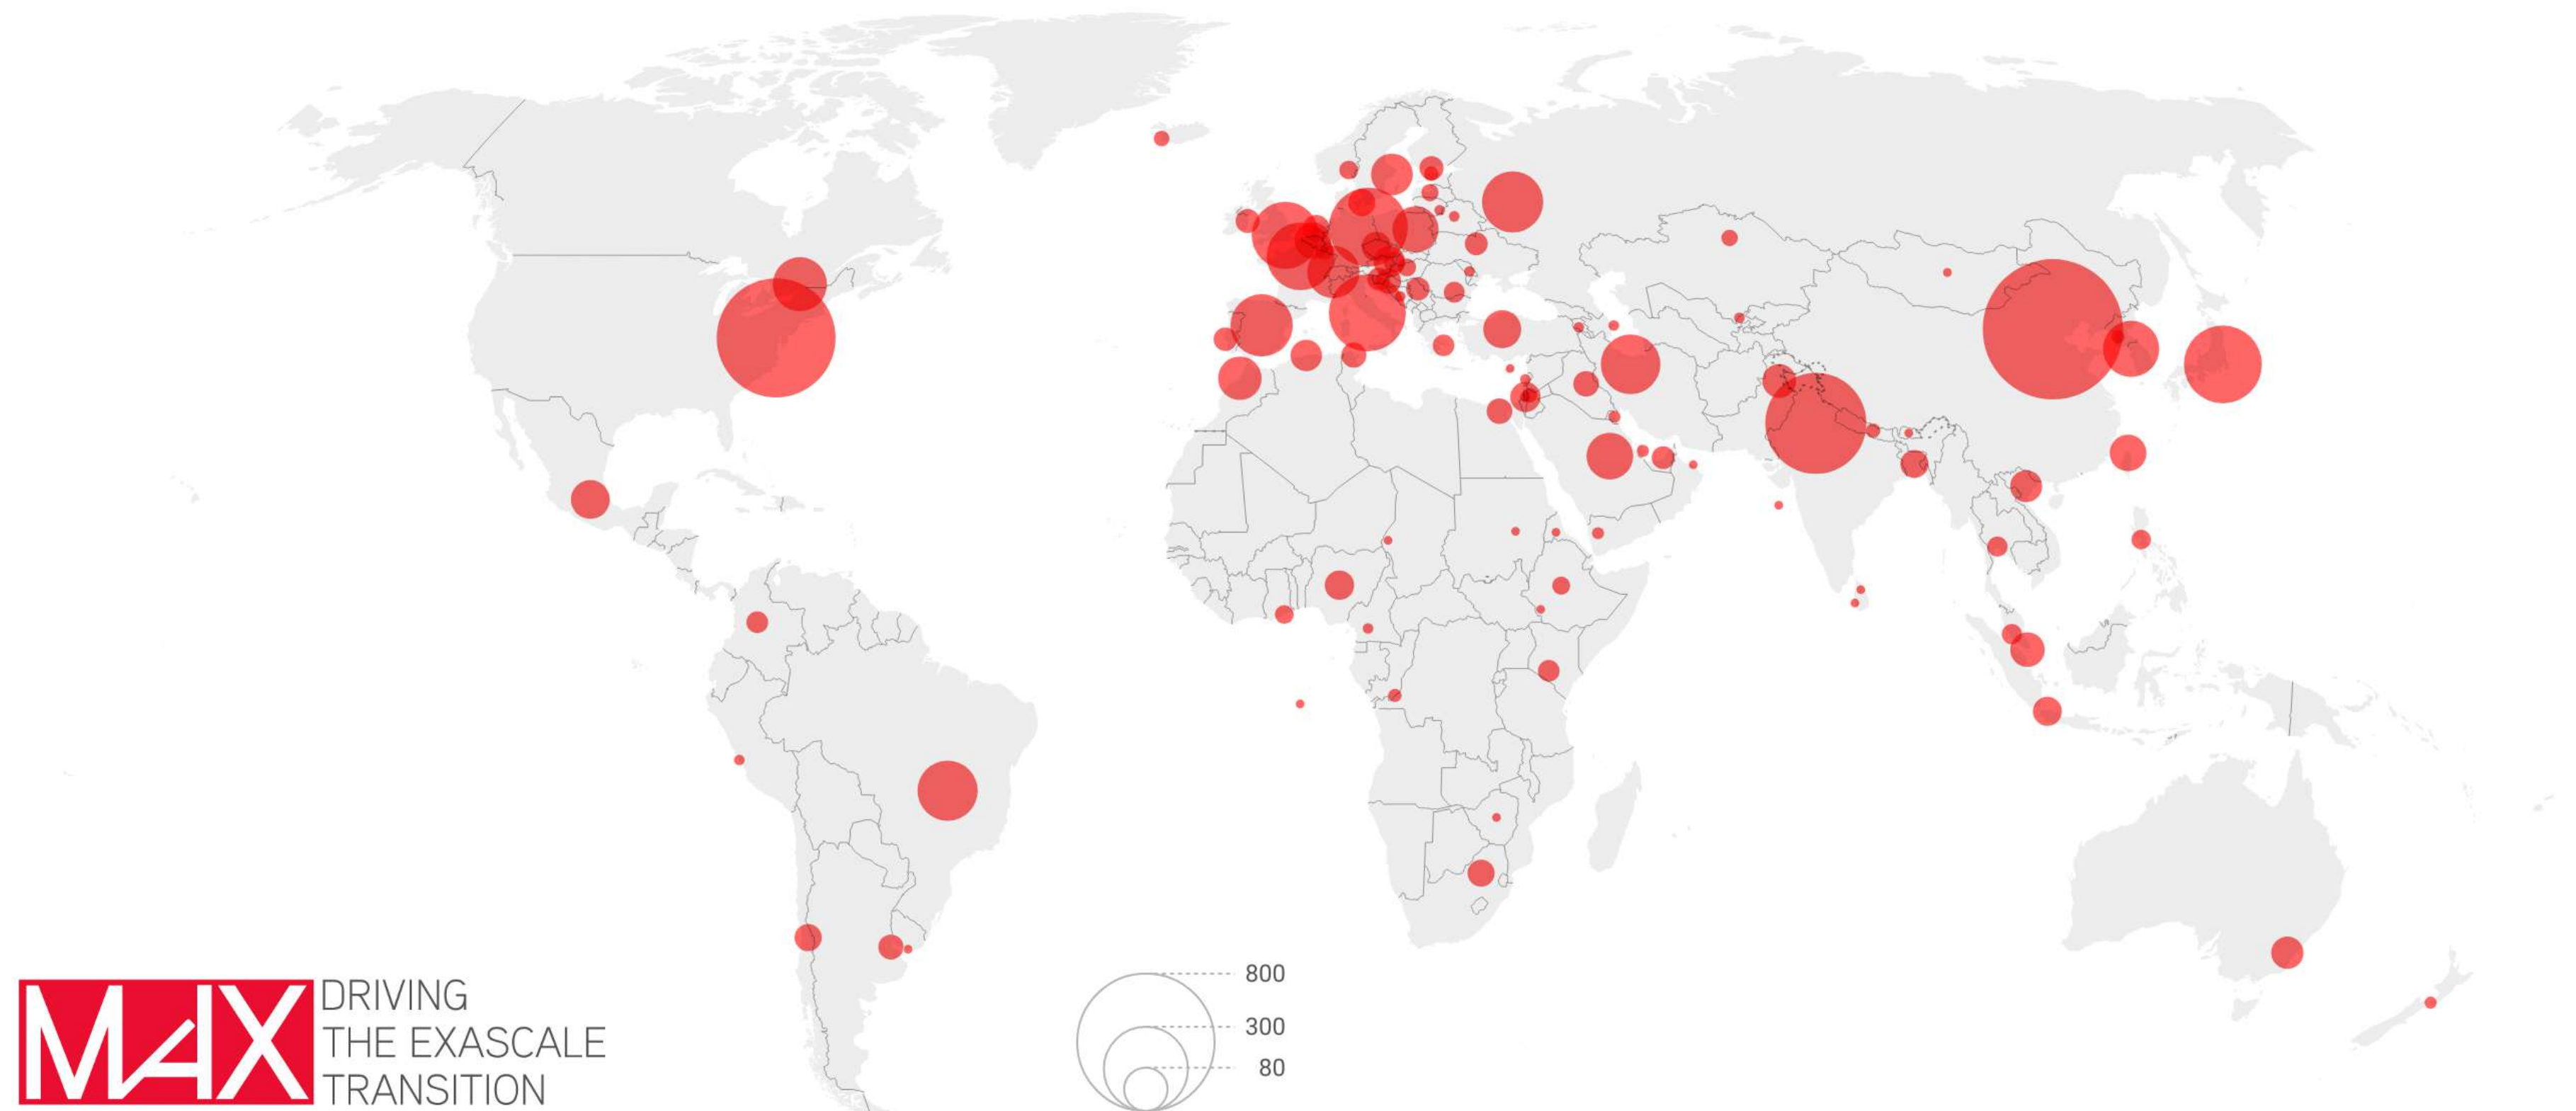 MAX
DRIVING
THE EXASCALE
TRANSITION
800
300
80